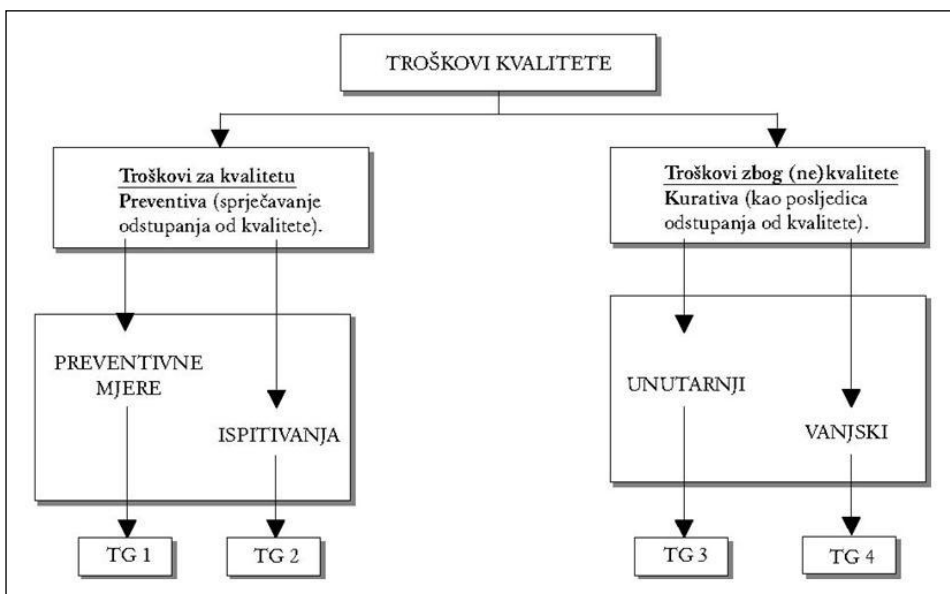 TROŠKOVI KVALITETE
Troškovi za kvalitetu
Preventiva (sprječavanje
odstupanja od kvalitete).
Troškovi zbog (ne)kvalitete
Kurativa (kao posljedica
odstupanja od kvalitete).
PREVENTIVNE
MJERE
ISPITIVANJA
UNUTARNJI
VANJSKI
TG 1
TG 2
TG 3
TG 4